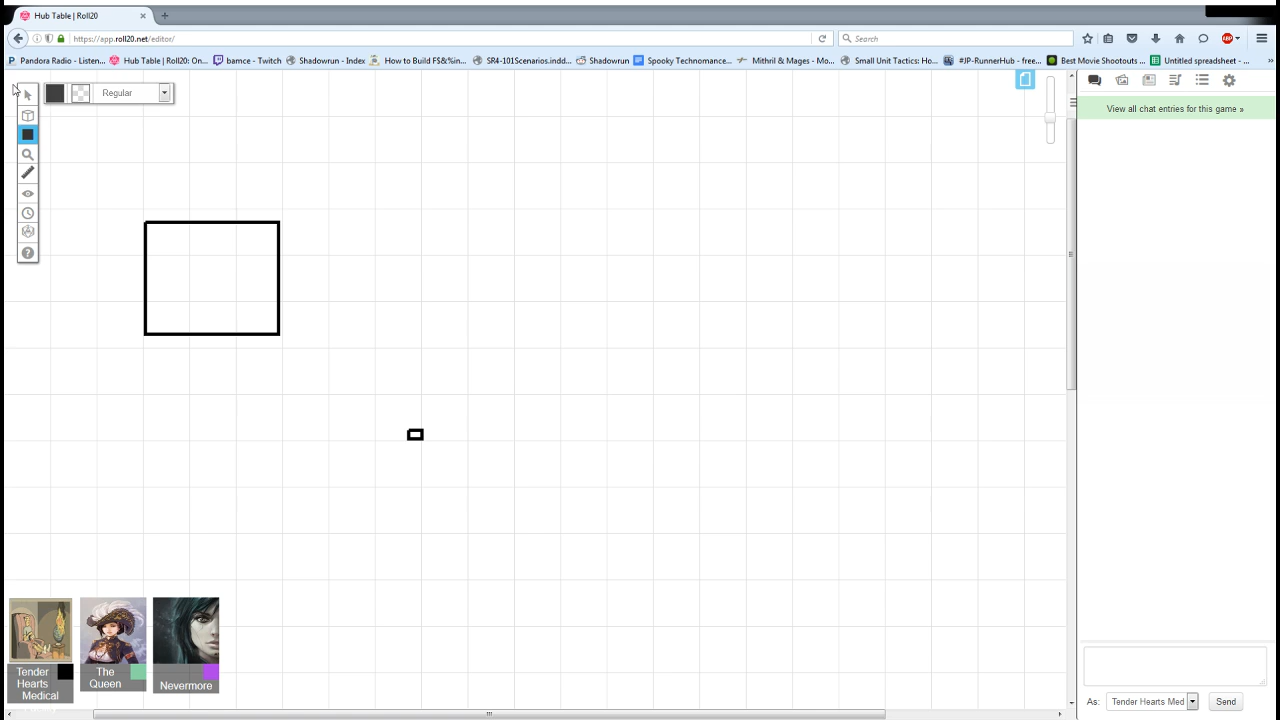 Hub Table | Roll20
https://app.roll20.net/editor/
Search
Pandora Radio - Listen... Hub Table | Roll20: On... bamce - Twitch Shadowrun - Index How to Build FS&%in... SR4-101Scenarios.indd... Shadowrun Spooky Technomance... Mithril & Mages - Mo... Small Unit Tactics: Ho... #JP-RunnerHub - free... Best Movie Shootouts ... Untitled spreadsheet - ... »
Regular
View all chat entries for this game »
Tender
Hearts
Medical
The
Queen
Nevermore
As: Tender Hearts Med Send